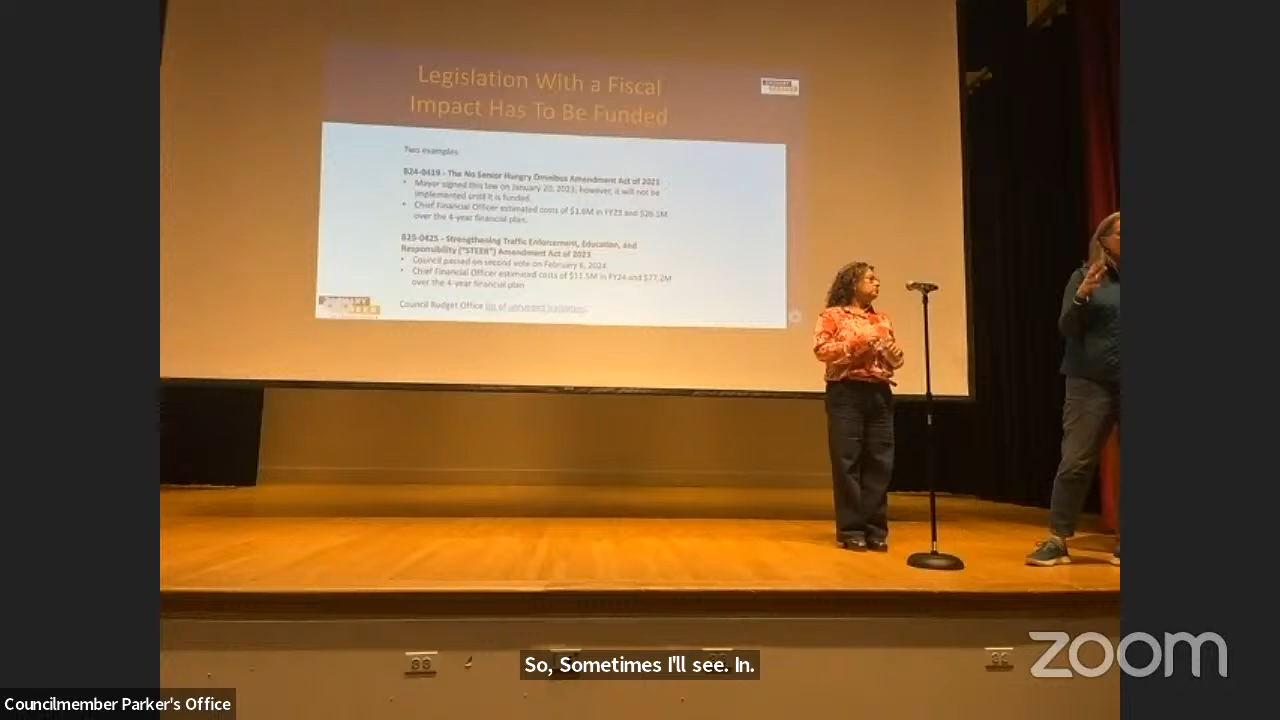 Legislation With a Fiscal
Impact Has To Be Funded
Two examples:
B24-0419 - The No Senior Hungry Omnibus Amendment Act of 2021
• Mayor signed this law on January 20, 2023; however, it will not be
implemented until it is funded.
• Chief Financial Officer estimated costs of $1.6M in FY23 and $26.1M
over the 4-year financial plan.
B25-0425 - Strengthening Traffic Enforcement, Education, and
Responsibility ("STEER") Amendment Act of 2023
• Council passed on second vote on February 6, 2024
• Chief Financial Officer estimated costs of $11.5M in FY24 and $77.2M
over the 4-year financial plan
Council Budget Office list of unfunded legislation.
So, Sometimes I'll see. In.
zoom
Councilmember Parker's Office